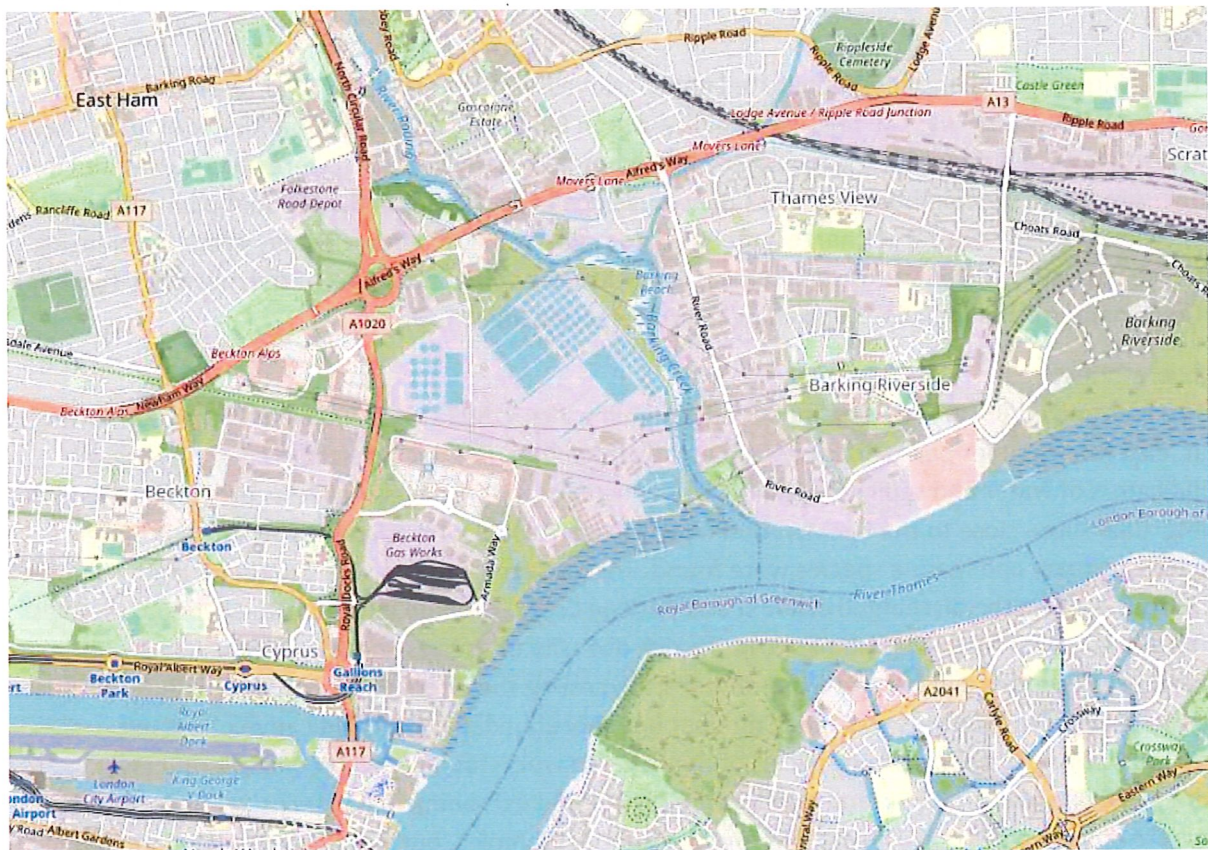 Ripple Road
Lodge Avenue
Rippleside
Cemetery
Ripple Road
Barking Road
East Ham
North Circular Road
River Roding
Gascoigne
Estate
Lodge Avenue / Ripple Road Junction
A13
Castle Green
Ripple Road
Movers Lane
Alfred's Way
Movers Lane
Folkestone
Road Depot
Rancliffe Road
A117
Thames View
Choats Road
Alfred's Way
Barking
Reach
River Road
Barking Creek
Barking
Riverside
A1020
Beckton Alps
Newham Way
Beckton Alps
Barking Riverside
Beckton
River Road
Beckton
Beckton
Gas Works
Armada Way
Royal Docks Road
River Thames
Royal Borough of Greenwich
London Borough of
Cyprus
Royal Albert Way
Beckton
Park
Cyprus
Gallions
Reach
A2041
Carlyle Road
Crossway
Crossway
Park
Eastern Way
Royal
Albert
Dock
A117
London
City Airport
King George
V Dock
Airport
Albert Gardens